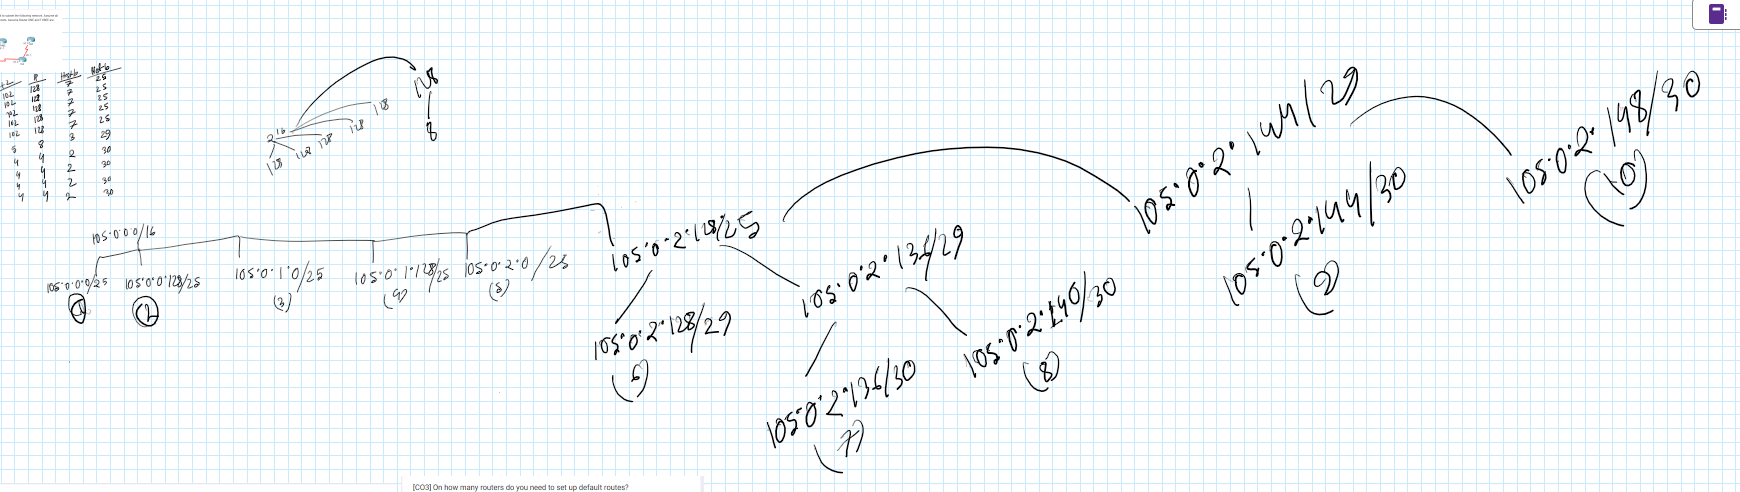 Host-b Net-b
102 128 7 25
102 128 7 25
102 128 7 25
102 128 7 25
102 128 7 25
5 8 3 29
4 4 2 30
4 4 2 30
4 4 2 30
4 4 2 30
2^16
128
128
128
128
128
128
8
105.0.0.0/16
105.0.0.0/25
(1)
105.0.0.128/25
(2)
105.0.1.0/25
(3)
105.0.1.128/25
(4)
105.0.2.0/25
(5)
105.0.2.128/25
105.0.2.128/29
(6)
105.0.2.136/29
105.0.2.136/30
(7)
105.0.2.140/30
(8)
105.0.2.144/29
105.0.2.144/30
(9)
105.0.2.148/30
(10)
[CO3] On how many routers do you need to set up default routes?